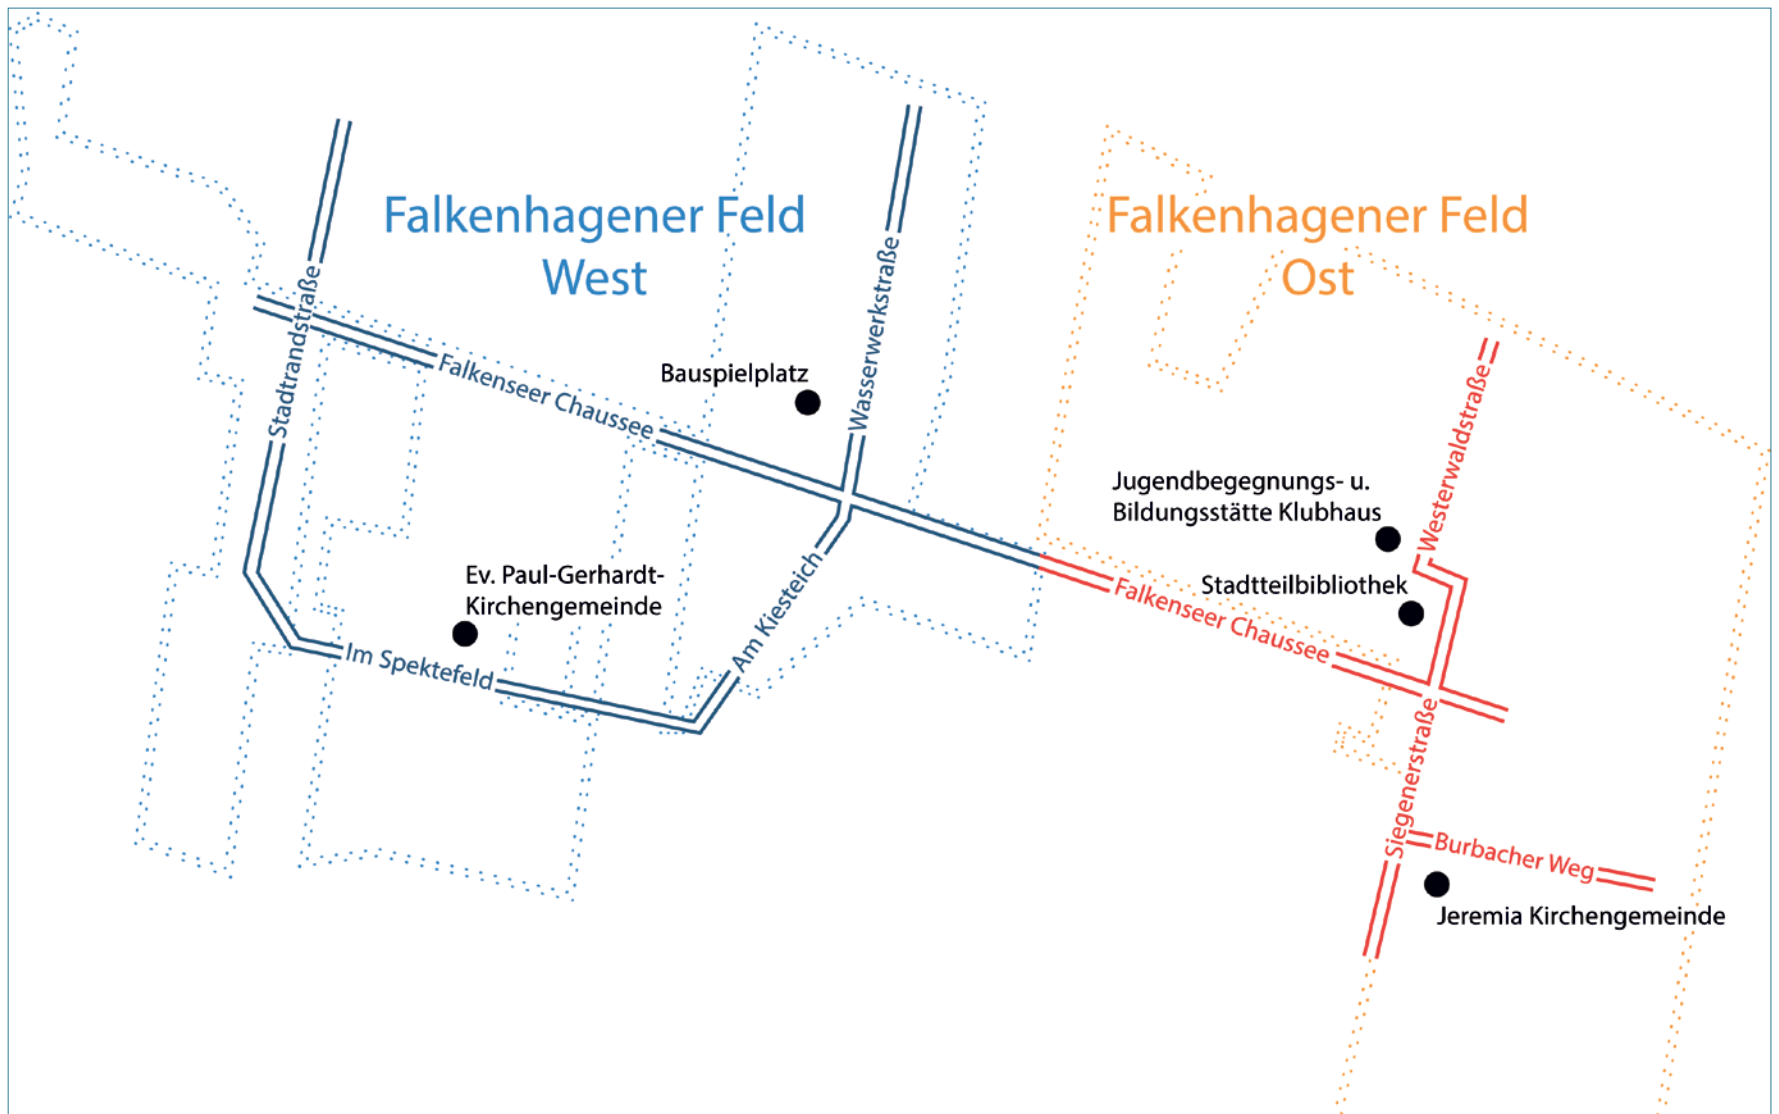 Falkenhagener Feld
West
Falkenhagener Feld
Ost
Stadtrandstraße
Falkenseer Chaussee
Bauspielplatz
Wasserwerkstraße
Westerwaldstraße
Jugendbegegnungs- u.
Bildungsstätte Klubhaus
Stadtteilbibliothek
Ev. Paul-Gerhardt-
Kirchengemeinde
Im Spektefeld
Am Kiesteich
Falkenseer Chaussee
Siegenerstraße
Burbacher Weg
Jeremia Kirchengemeinde